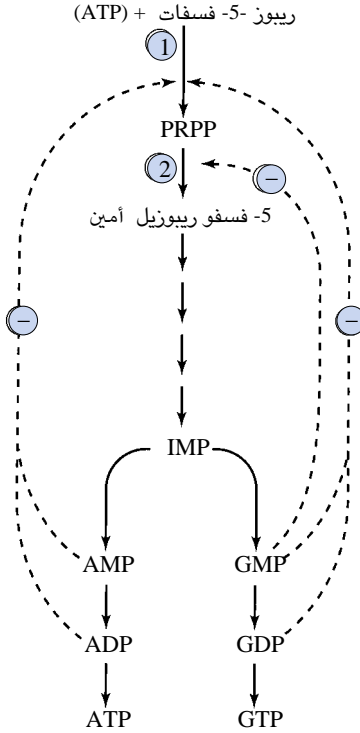 ريبوز -5- فسفات + (ATP)
1
PRPP
2
−
5- فسفو ريبوزيل أمين
−
−
IMP
AMP
GMP
ADP
GDP
ATP
GTP